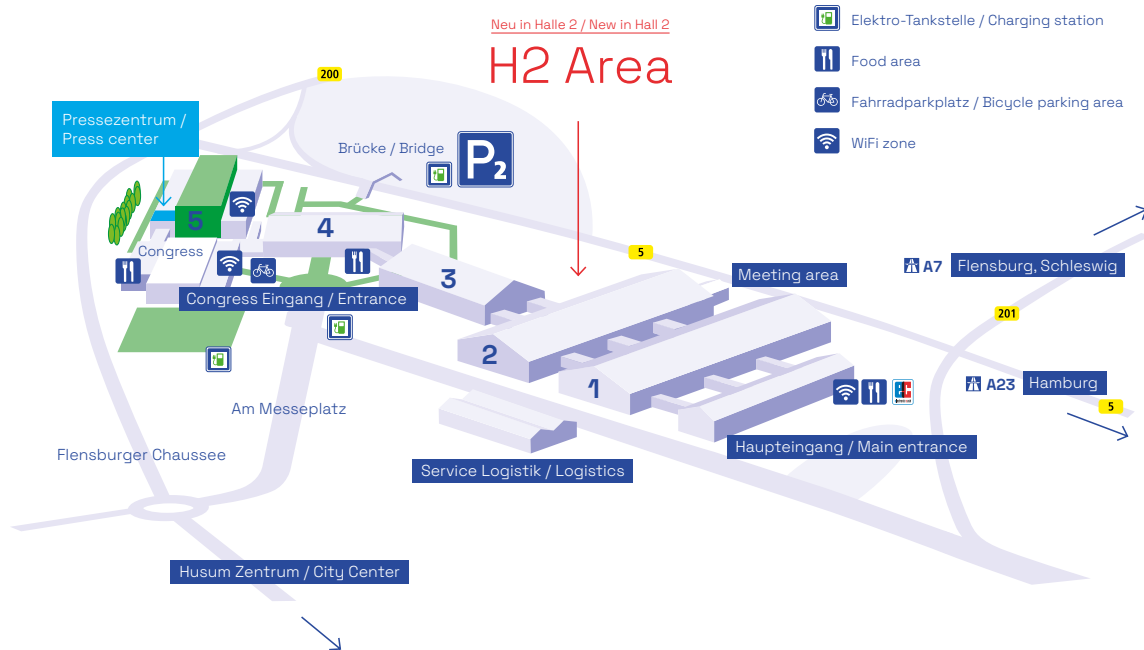 Neu in Halle 2 / New in Hall 2
H2 Area
Elektro-Tankstelle / Charging station
Food area
Fahrradparkplatz / Bicycle parking area
WiFi zone
200
Pressezentrum /
Press center
Brücke / Bridge
P2
5
Congress
4
3
Congress Eingang / Entrance
5
Meeting area
A7
Flensburg, Schleswig
201
2
1
A23
Hamburg
5
EC
Am Messeplatz
Flensburger Chaussee
Haupteingang / Main entrance
Service Logistik / Logistics
Husum Zentrum / City Center